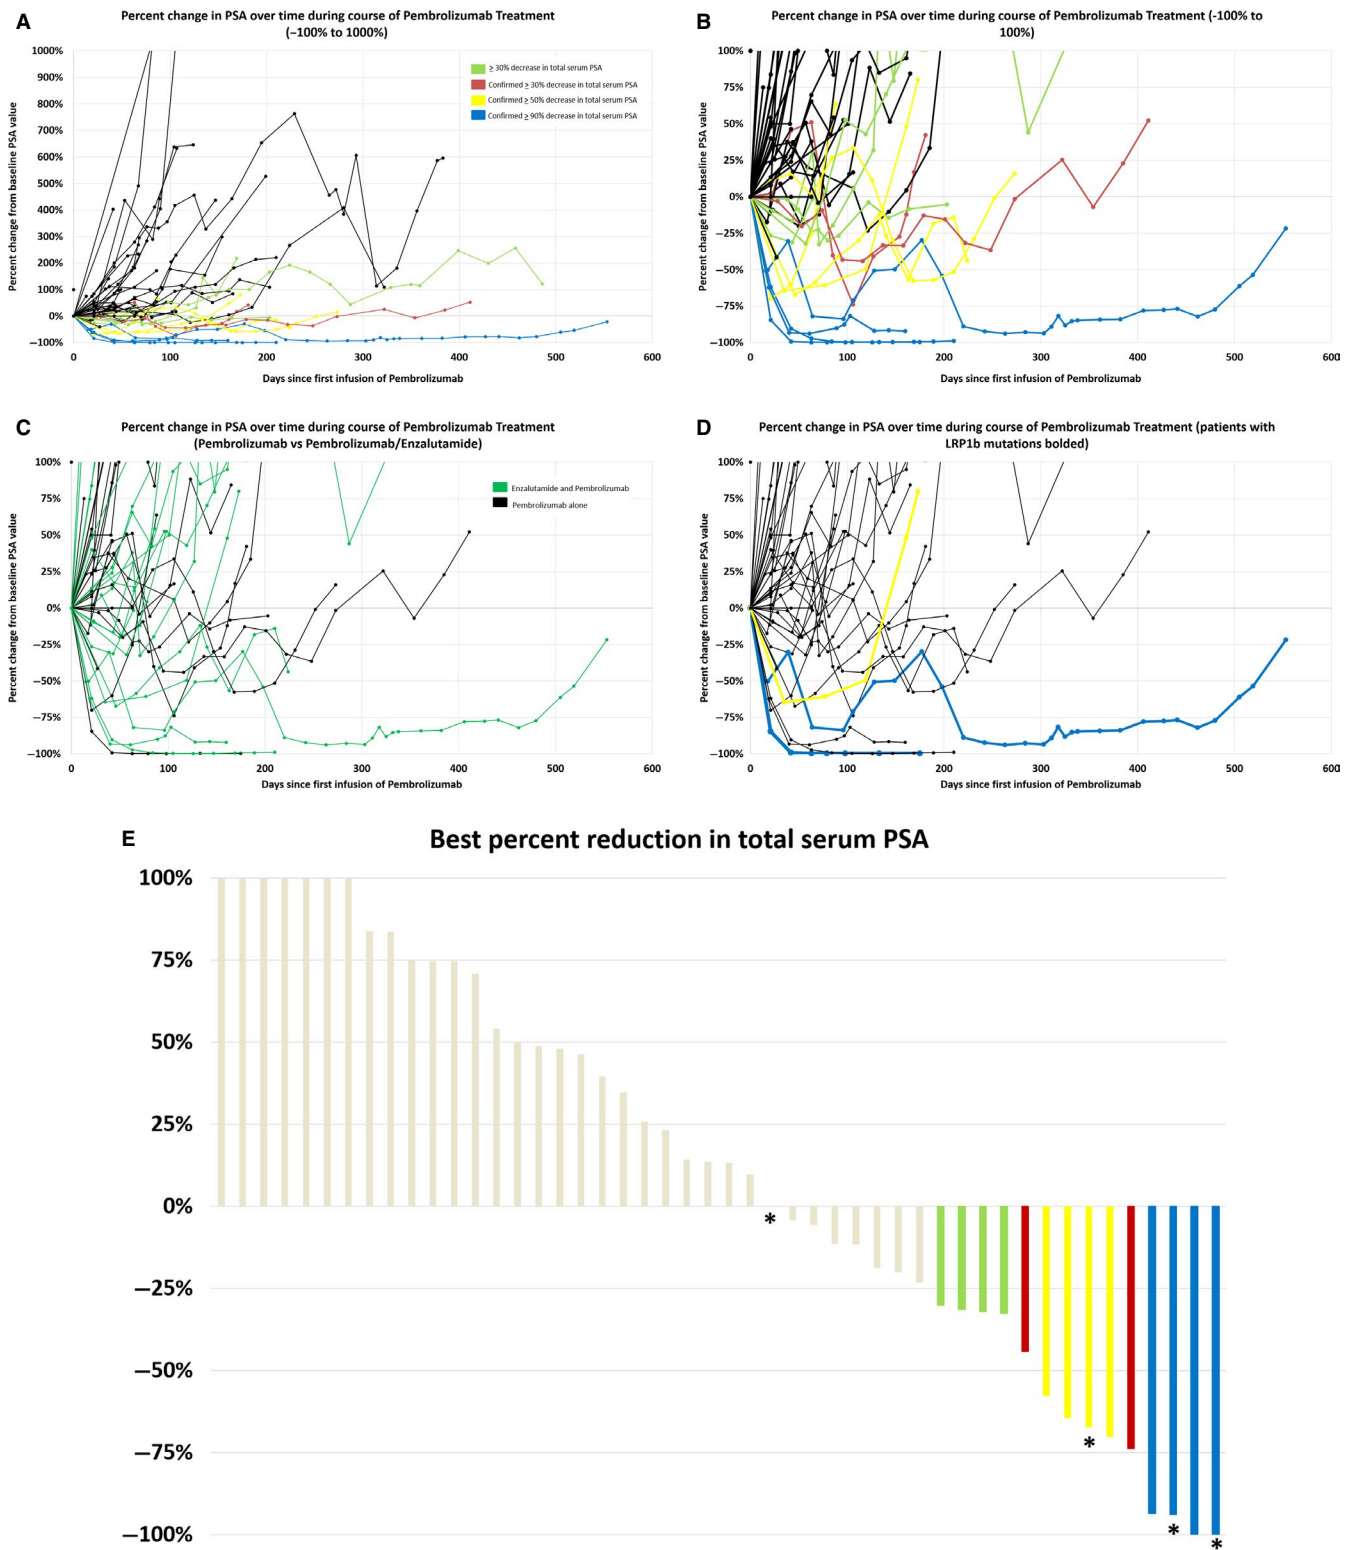 A
Percent change in PSA over time during course of Pembrolizumab Treatment
(−100% to 1000%)
Percent change from baseline PSA value
1000%
900%
800%
700%
600%
500%
400%
300%
200%
100%
0%
−100%
≥ 30% decrease in total serum PSA
Confirmed ≥ 30% decrease in total serum PSA
Confirmed ≥ 50% decrease in total serum PSA
Confirmed ≥ 90% decrease in total serum PSA
0 100 200 300 400 500 600
Days since first infusion of Pembrolizumab
B
Percent change in PSA over time during course of Pembrolizumab Treatment (-100% to
100%)
Percent change from baseline PSA value
100%
75%
50%
25%
0%
−25%
−50%
−75%
−100%
0 100 200 300 400 500 600
Days since first infusion of Pembrolizumab
C
Percent change in PSA over time during course of Pembrolizumab Treatment
(Pembrolizumab vs Pembrolizumab/Enzalutamide)
Percent change from baseline PSA value
100%
75%
50%
25%
0%
−25%
−50%
−75%
−100%
Enzalutamide and Pembrolizumab
Pembrolizumab alone
0 100 200 300 400 500 600
Days since first infusion of Pembrolizumab
D
Percent change in PSA over time during course of Pembrolizumab Treatment (patients with
LRP1b mutations bolded)
Percent change from baseline PSA value
100%
75%
50%
25%
0%
−25%
−50%
−75%
−100%
0 100 200 300 400 500 600
Days since first infusion of Pembrolizumab
E
Best percent reduction in total serum PSA
100%
75%
50%
25%
0%
*
−25%
−50%
−75%
*
−100%
*
*